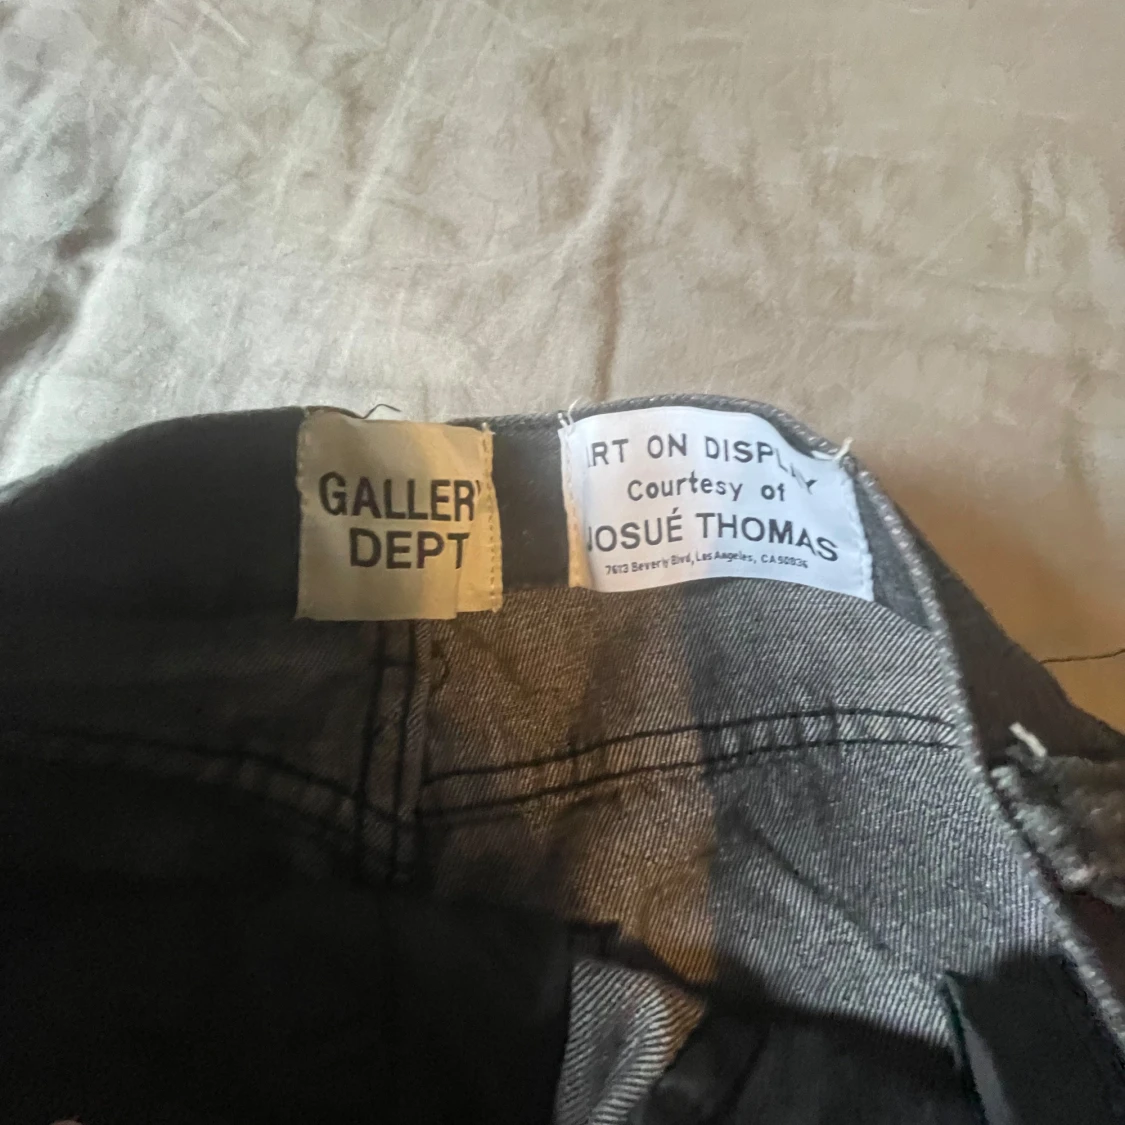 GALLERY
DEPT
ART ON DISPLAY
Courtesy of
JOSUÉ THOMAS
7613 Beverly Blvd, Los Angeles, CA 90036